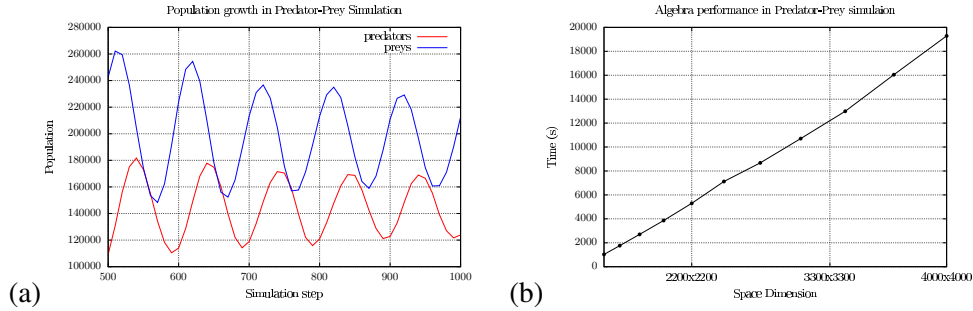 Population growth in Predator-Prey Simulation
280000
260000
240000
220000
200000
180000
160000
140000
120000
100000
Population
predators
preys
500
600
700
800
900
1000
Simulation step
(a)
Algebra performance in Predator-Prey simulaion
20000
18000
16000
14000
12000
10000
8000
6000
4000
2000
0
Time (s)
2200x2200
3300x3300
4000x4000
Space Dimension
(b)